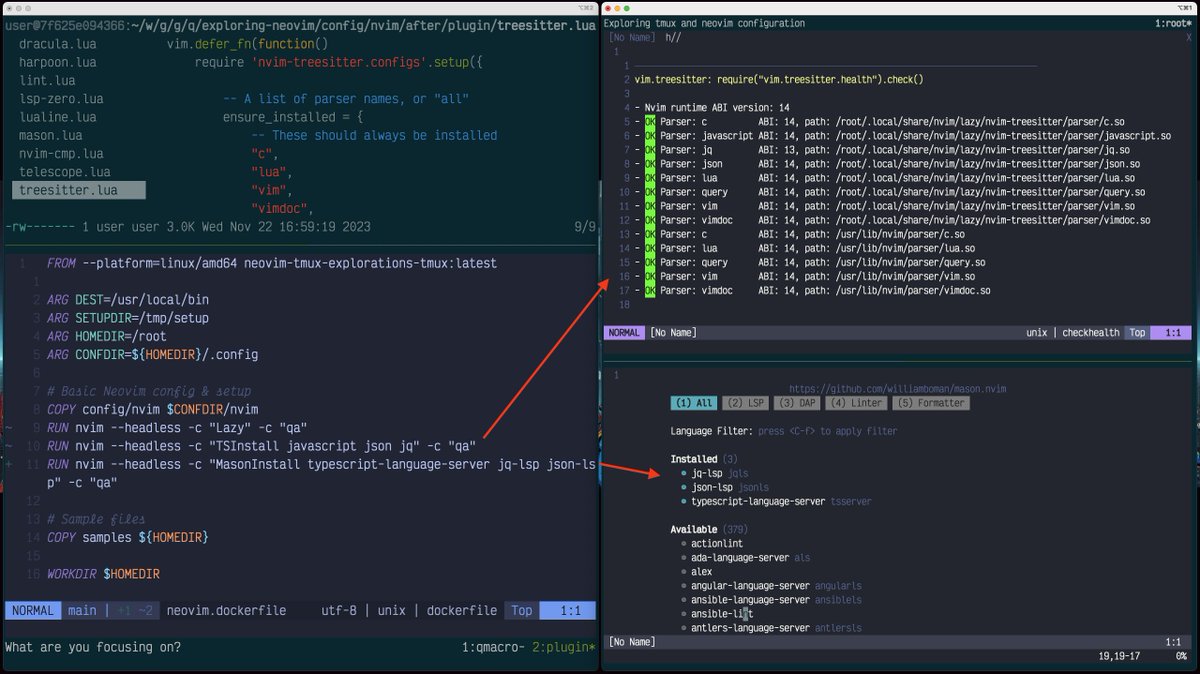 ⌥⌘2
user@7f625e094366:~/w/g/g/q/exploring-neovim/config/nvim/after/plugin/treesitter.lua
dracula.lua vim.defer_fn(function()
harpoon.lua require 'nvim-treesitter.configs'.setup({
lint.lua
lsp-zero.lua -- A list of parser names, or "all"
lualine.lua ensure_installed = {
mason.lua -- These should always be installed
nvim-cmp.lua "c",
telescope.lua "lua",
treesitter.lua "vim",
"vimdoc",
-rw------- 1 user user 3.0K Wed Nov 22 16:59:19 2023 9/9
1 FROM --platform=linux/amd64 neovim-tmux-explorations-tmux:latest
1
2 ARG DEST=/usr/local/bin
3 ARG SETUPDIR=/tmp/setup
4 ARG HOMEDIR=/root
5 ARG CONFDIR=${HOMEDIR}/.config
6
7 # Basic Neovim config & setup
8 COPY config/nvim $CONFDIR/nvim
~ 9 RUN nvim --headless -c "Lazy" -c "qa"
~ 10 RUN nvim --headless -c "TSInstall javascript json jq" -c "qa"
+ 11 RUN nvim --headless -c "MasonInstall typescript-language-server jq-lsp json-ls
p" -c "qa"
12
13 # Sample files
14 COPY samples ${HOMEDIR}
15
16 WORKDIR $HOMEDIR
NORMAL main | +1 ~2 neovim.dockerfile utf-8 | unix | dockerfile Top 1:1
What are you focusing on? 1:qmacro- 2:plugin*
⌥⌘1
Exploring tmux and neovim configuration 1:root*
[No Name] h// X
1
1
2 vim.treesitter: require("vim.treesitter.health").check()
3
4 - Nvim runtime ABI version: 14
5 - OK Parser: c ABI: 14, path: /root/.local/share/nvim/lazy/nvim-treesitter/parser/c.so
6 - OK Parser: javascript ABI: 14, path: /root/.local/share/nvim/lazy/nvim-treesitter/parser/javascript.so
7 - OK Parser: jq ABI: 13, path: /root/.local/share/nvim/lazy/nvim-treesitter/parser/jq.so
8 - OK Parser: json ABI: 14, path: /root/.local/share/nvim/lazy/nvim-treesitter/parser/json.so
9 - OK Parser: lua ABI: 14, path: /root/.local/share/nvim/lazy/nvim-treesitter/parser/lua.so
10 - OK Parser: query ABI: 14, path: /root/.local/share/nvim/lazy/nvim-treesitter/parser/query.so
11 - OK Parser: vim ABI: 14, path: /root/.local/share/nvim/lazy/nvim-treesitter/parser/vim.so
12 - OK Parser: vimdoc ABI: 14, path: /root/.local/share/nvim/lazy/nvim-treesitter/parser/vimdoc.so
13 - OK Parser: c ABI: 14, path: /usr/lib/nvim/parser/c.so
14 - OK Parser: lua ABI: 14, path: /usr/lib/nvim/parser/lua.so
15 - OK Parser: query ABI: 14, path: /usr/lib/nvim/parser/query.so
16 - OK Parser: vim ABI: 14, path: /usr/lib/nvim/parser/vim.so
17 - OK Parser: vimdoc ABI: 14, path: /usr/lib/nvim/parser/vimdoc.so
18
NORMAL [No Name] unix | checkhealth Top 1:1
1
https://github.com/williamboman/mason.nvim
(1) All (2) LSP (3) DAP (4) Linter (5) Formatter
Language Filter: press <C-f> to apply filter
Installed (3)
jq-lsp jqls
json-lsp jsonls
typescript-language-server tsserver
Available (379)
actionlint
ada-language-server als
alex
angular-language-server angularls
ansible-language-server ansiblels
ansible-lint
antlers-language-server antlersls
[No Name] 1:1
19,19-17 0%